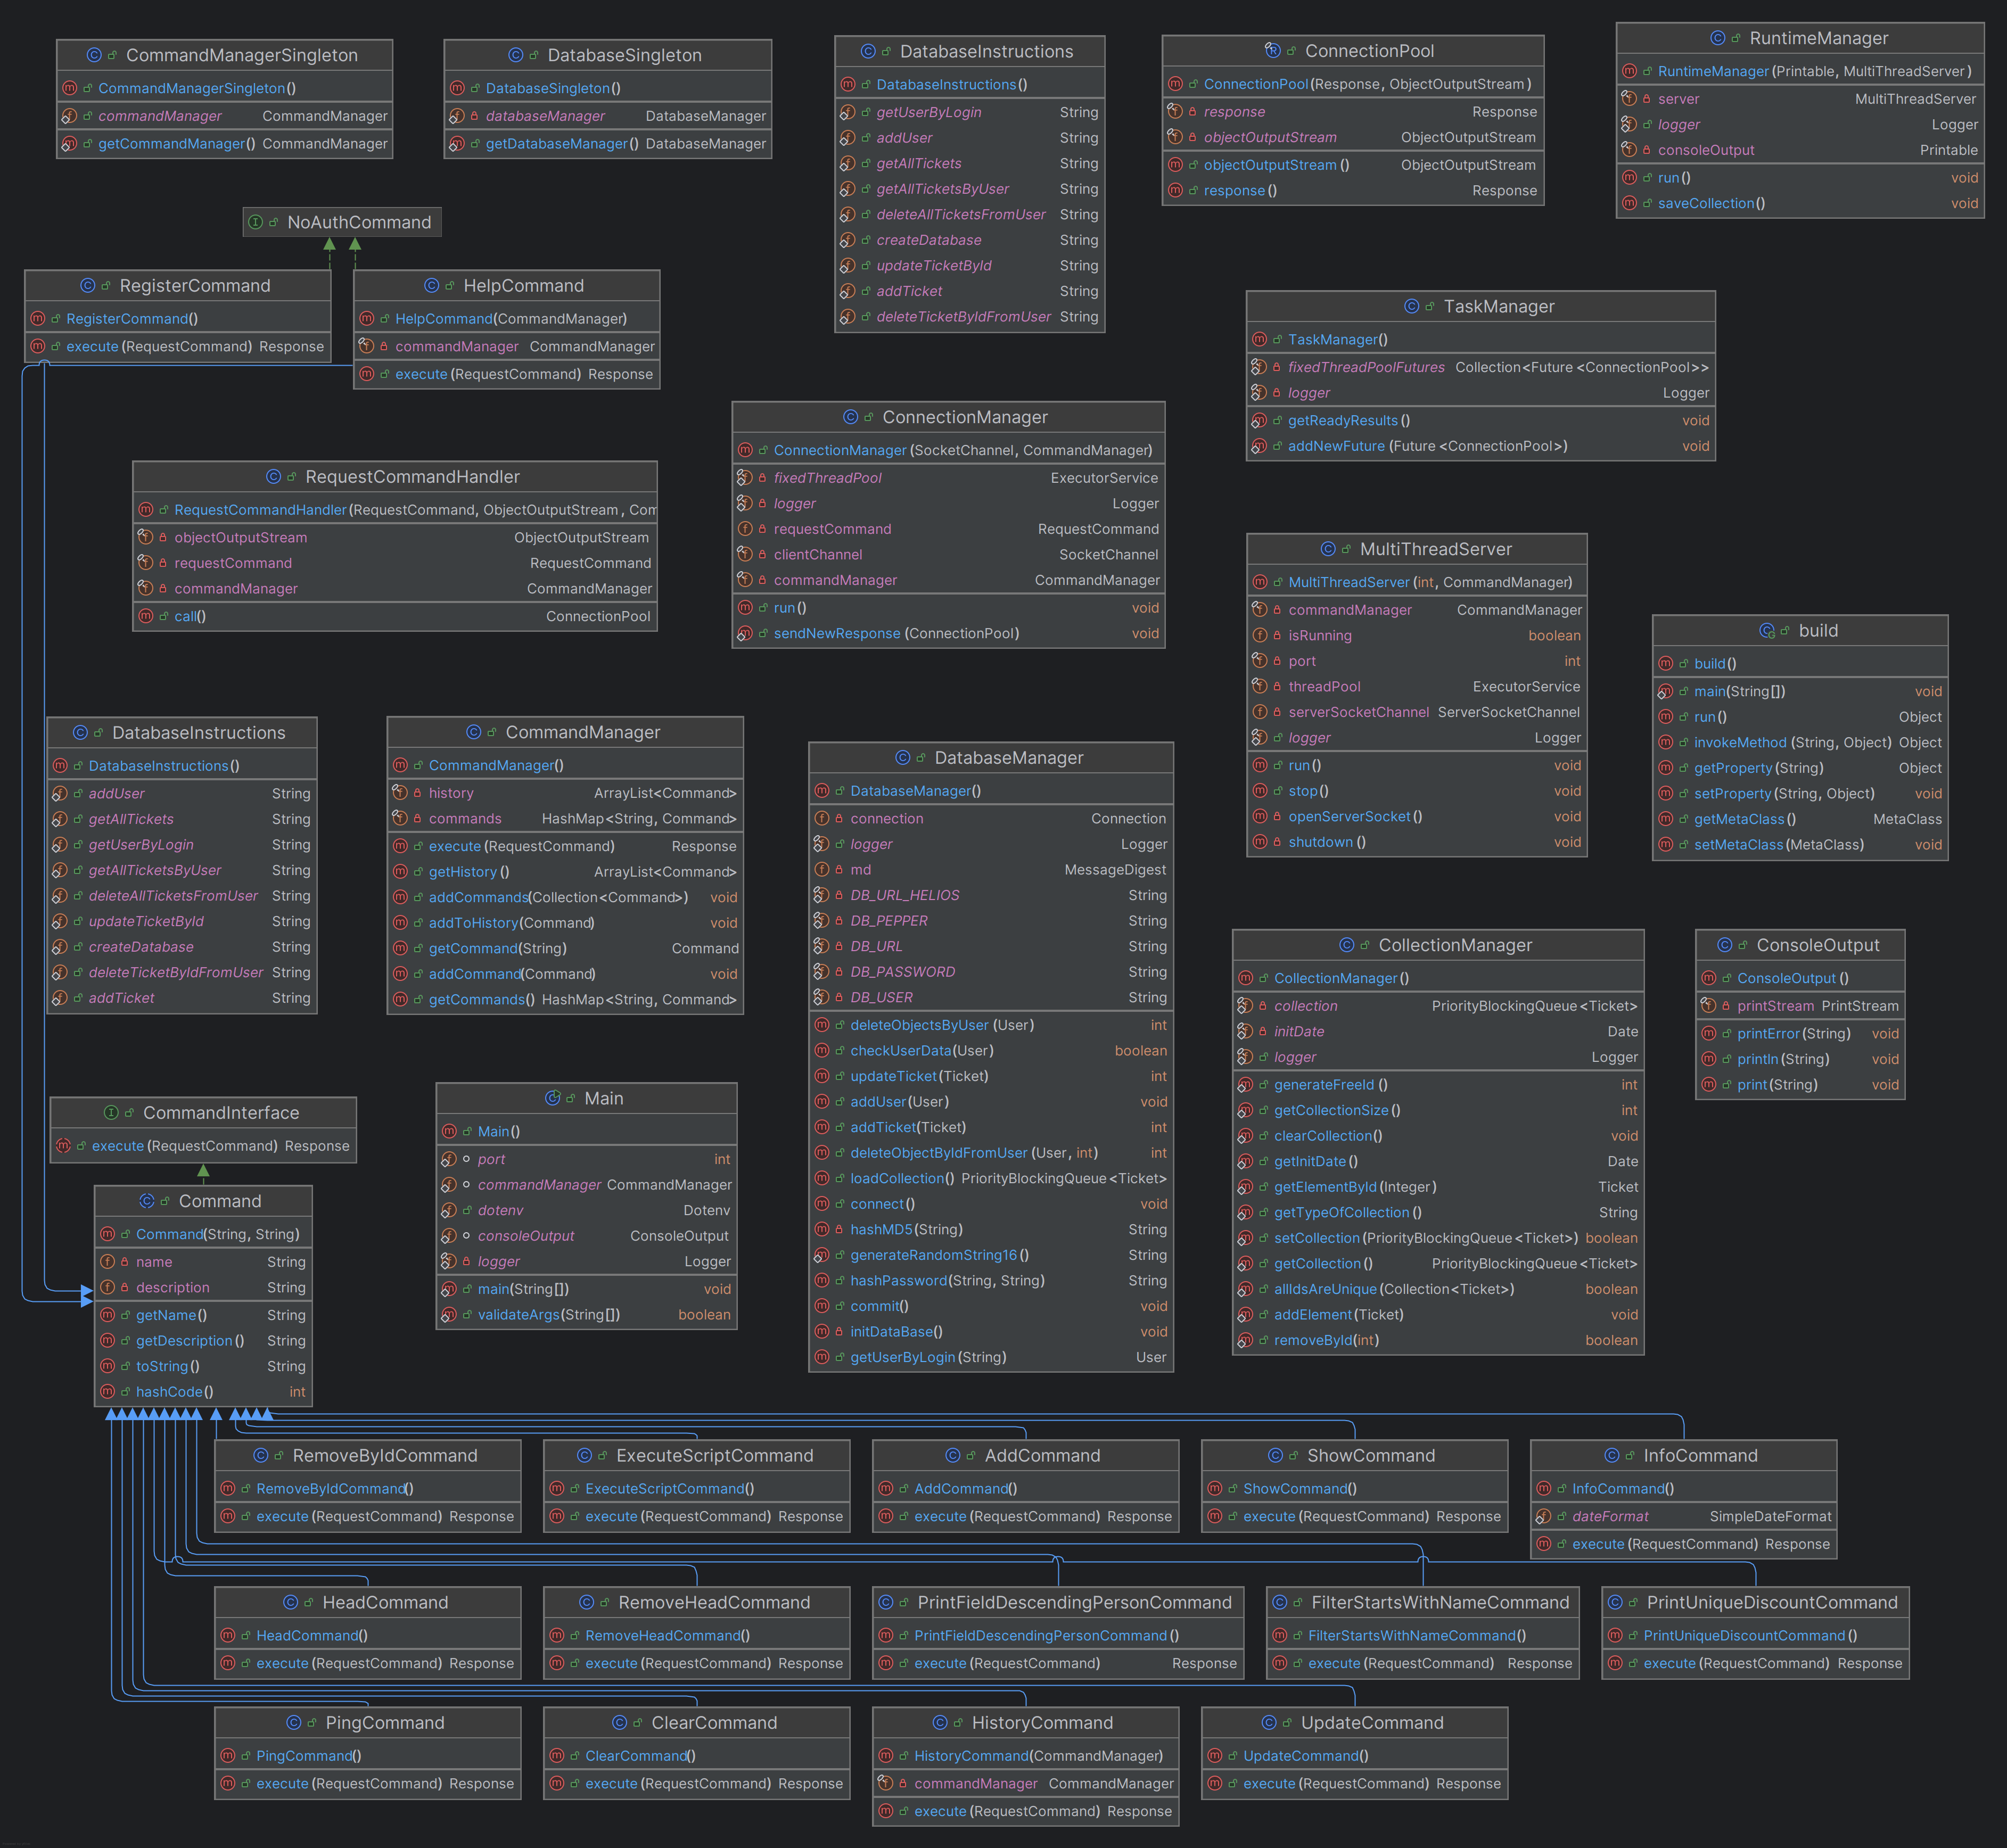 CommandManagerSingleton
CommandManagerSingleton()
commandManager CommandManager
getCommandManager() CommandManager
DatabaseSingleton
DatabaseSingleton()
databaseManager DatabaseManager
getDatabaseManager() DatabaseManager
DatabaseInstructions
DatabaseInstructions()
getUserByLogin String
addUser String
getAllTickets String
getAllTicketsByUser String
deleteAllTicketsFromUser String
createDatabase String
updateTicketById String
addTicket String
deleteTicketByIdFromUser String
ConnectionPool
ConnectionPool(Response, ObjectOutputStream)
response Response
objectOutputStream ObjectOutputStream
objectOutputStream() ObjectOutputStream
response() Response
RuntimeManager
RuntimeManager(Printable, MultiThreadServer)
server MultiThreadServer
logger Logger
consoleOutput Printable
run() void
saveCollection() void
NoAuthCommand
RegisterCommand
RegisterCommand()
execute(RequestCommand) Response
HelpCommand
HelpCommand(CommandManager)
commandManager CommandManager
execute(RequestCommand) Response
TaskManager
TaskManager()
fixedThreadPoolFutures Collection<Future<ConnectionPool>>
logger Logger
getReadyResults() void
addNewFuture(Future<ConnectionPool>) void
RequestCommandHandler
RequestCommandHandler(RequestCommand, ObjectOutputStream, Com
objectOutputStream ObjectOutputStream
requestCommand RequestCommand
commandManager CommandManager
call() ConnectionPool
ConnectionManager
ConnectionManager(SocketChannel, CommandManager)
fixedThreadPool ExecutorService
logger Logger
requestCommand RequestCommand
clientChannel SocketChannel
commandManager CommandManager
run() void
sendNewResponse(ConnectionPool) void
MultiThreadServer
MultiThreadServer(int, CommandManager)
commandManager CommandManager
isRunning boolean
port int
threadPool ExecutorService
serverSocketChannel ServerSocketChannel
logger Logger
run() void
stop() void
openServerSocket() void
shutdown() void
build
build()
main(String[]) void
run() Object
invokeMethod(String, Object) Object
getProperty(String) Object
setProperty(String, Object) void
getMetaClass() MetaClass
setMetaClass(MetaClass) void
DatabaseInstructions
DatabaseInstructions()
addUser String
getAllTickets String
getUserByLogin String
getAllTicketsByUser String
deleteAllTicketsFromUser String
updateTicketById String
createDatabase String
deleteTicketByIdFromUser String
addTicket String
CommandManager
CommandManager()
history ArrayList<Command>
commands HashMap<String, Command>
execute(RequestCommand) Response
getHistory() ArrayList<Command>
addCommands(Collection<Command>) void
addToHistory(Command) void
getCommand(String) Command
addCommand(Command) void
getCommands() HashMap<String, Command>
DatabaseManager
DatabaseManager()
connection Connection
logger Logger
md MessageDigest
DB_URL_HELIOS String
DB_PEPPER String
DB_URL String
DB_PASSWORD String
DB_USER String
deleteObjectsByUser(User) int
checkUserData(User) boolean
updateTicket(Ticket) int
addUser(User) void
addTicket(Ticket) int
deleteObjectByIdFromUser(User, int) int
loadCollection() PriorityBlockingQueue<Ticket>
connect() void
hashMD5(String) String
generateRandomString16() String
hashPassword(String, String) String
commit() void
initDataBase() void
getUserByLogin(String) User
CollectionManager
CollectionManager()
collection PriorityBlockingQueue<Ticket>
initDate Date
logger Logger
generateFreeId() int
getCollectionSize() int
clearCollection() void
getInitDate() Date
getElementById(Integer) Ticket
getTypeOfCollection() String
setCollection(PriorityBlockingQueue<Ticket>) boolean
getCollection() PriorityBlockingQueue<Ticket>
allIdsAreUnique(Collection<Ticket>) boolean
addElement(Ticket) void
removeById(int) boolean
ConsoleOutput
ConsoleOutput()
printStream PrintStream
printError(String) void
println(String) void
print(String) void
CommandInterface
execute(RequestCommand) Response
Main
Main()
port int
commandManager CommandManager
dotenv Dotenv
consoleOutput ConsoleOutput
logger Logger
main(String[]) void
validateArgs(String[]) boolean
Command
Command(String, String)
name String
description String
getName() String
getDescription() String
toString() String
hashCode() int
RemoveByIdCommand
RemoveByIdCommand()
execute(RequestCommand) Response
ExecuteScriptCommand
ExecuteScriptCommand()
execute(RequestCommand) Response
AddCommand
AddCommand()
execute(RequestCommand) Response
ShowCommand
ShowCommand()
execute(RequestCommand) Response
InfoCommand
InfoCommand()
dateFormat SimpleDateFormat
execute(RequestCommand) Response
HeadCommand
HeadCommand()
execute(RequestCommand) Response
RemoveHeadCommand
RemoveHeadCommand()
execute(RequestCommand) Response
PrintFieldDescendingPersonCommand
PrintFieldDescendingPersonCommand()
execute(RequestCommand) Response
FilterStartsWithNameCommand
FilterStartsWithNameCommand()
execute(RequestCommand) Response
PrintUniqueDiscountCommand
PrintUniqueDiscountCommand()
execute(RequestCommand) Response
PingCommand
PingCommand()
execute(RequestCommand) Response
ClearCommand
ClearCommand()
execute(RequestCommand) Response
HistoryCommand
HistoryCommand(CommandManager)
commandManager CommandManager
execute(RequestCommand) Response
UpdateCommand
UpdateCommand()
execute(RequestCommand) Response